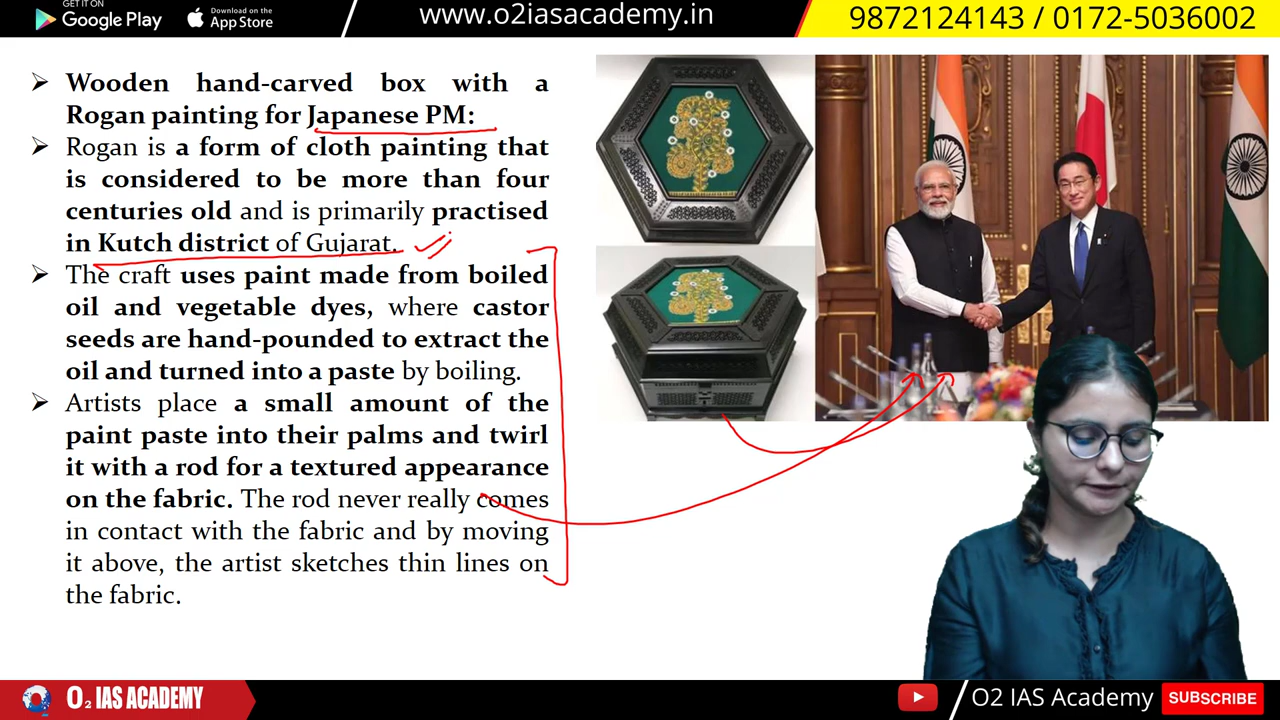 GET IT ON
Google Play
Download on the
App Store
www.o2iasacademy.in
9872124143 / 0172-5036002
➢ Wooden hand-carved box with a
Rogan painting for Japanese PM:
➢ Rogan is a form of cloth painting that
is considered to be more than four
centuries old and is primarily practised
in Kutch district of Gujarat.
➢ The craft uses paint made from boiled
oil and vegetable dyes, where castor
seeds are hand-pounded to extract the
oil and turned into a paste by boiling.
➢ Artists place a small amount of the
paint paste into their palms and twirl
it with a rod for a textured appearance
on the fabric. The rod never really comes
in contact with the fabric and by moving
it above, the artist sketches thin lines on
the fabric.
O₂ IAS ACADEMY
O2 IAS Academy
SUBSCRIBE